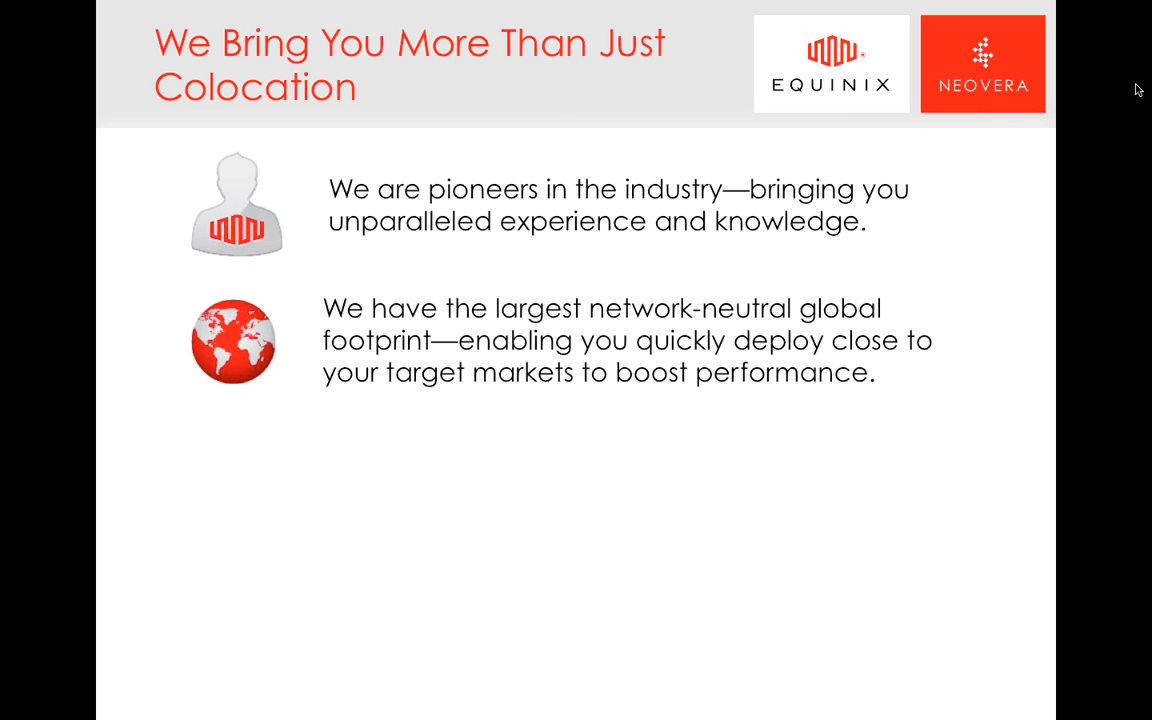 We Bring You More Than Just
Colocation
EQUINIX
NEOVERA
We are pioneers in the industry—bringing you
unparalleled experience and knowledge.
We have the largest network-neutral global
footprint—enabling you quickly deploy close to
your target markets to boost performance.